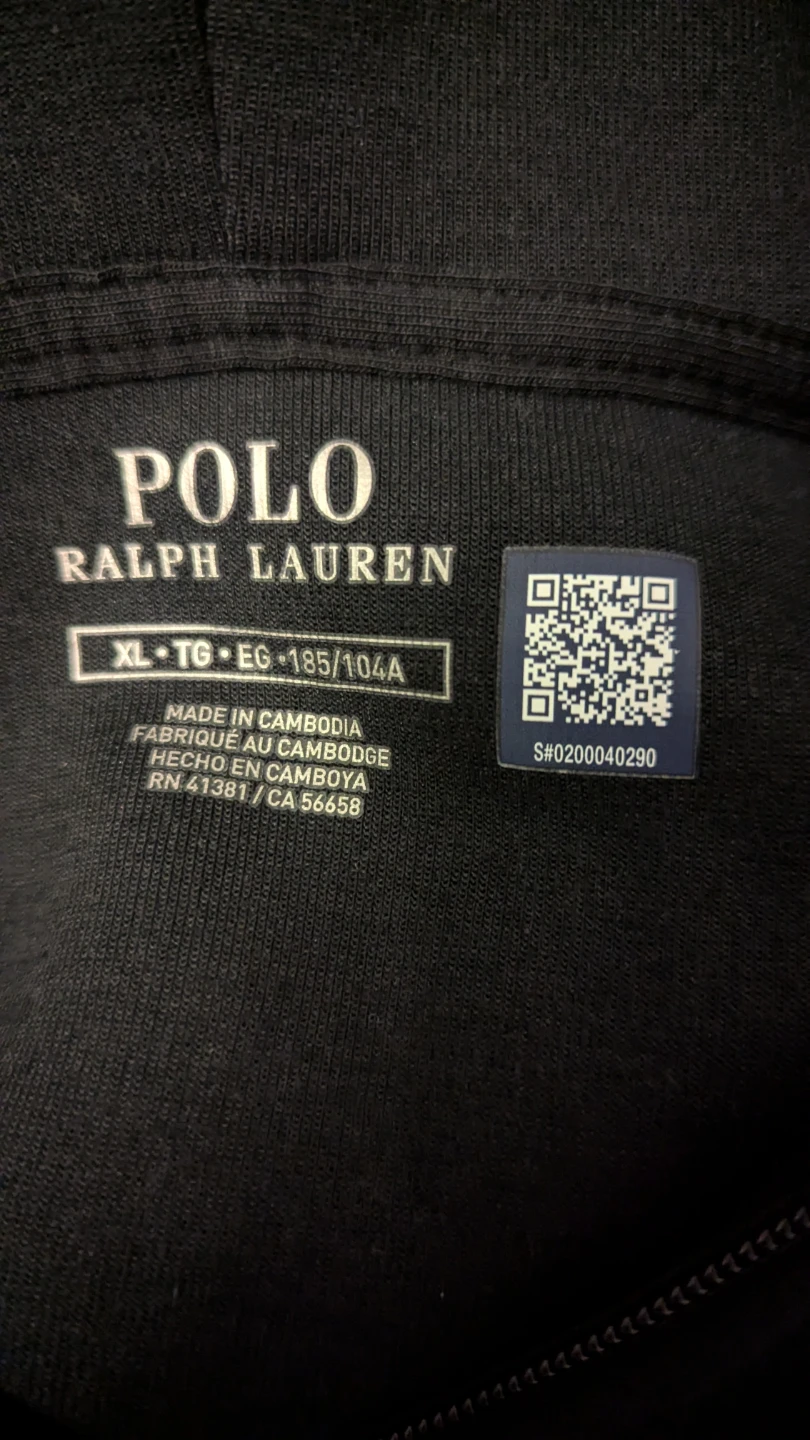 POLO
RALPH LAUREN
XL • TG • EG • 185/104A
MADE IN CAMBODIA
FABRIQUÉ AU CAMBODGE
HECHO EN CAMBOYA
RN 41381 / CA 56658
S#0200040290